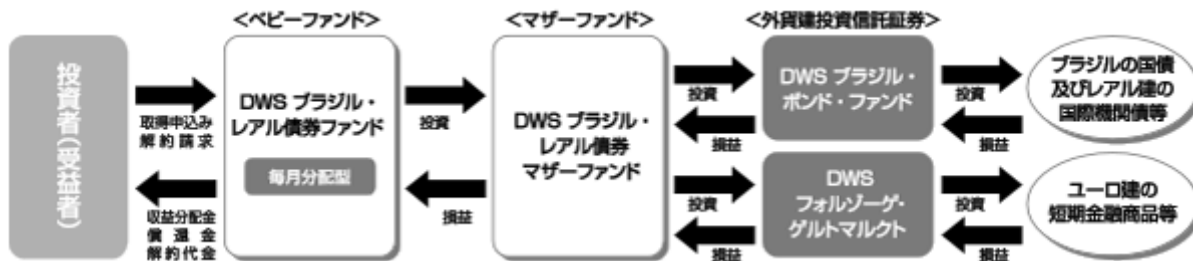 <ベビーファンド>
<マザーファンド>
<外貨建投資信託証券>
投資者(受益者)
取得申込み
解約請求
収益分配金
償還金
解約代金
DWS ブラジル・
レアル債券ファンド
毎月分配型
投資
損益
DWS ブラジル・
レアル債券
マザーファンド
投資
損益
投資
損益
DWS ブラジル・
ボンド・ファンド
DWS
フォルゾーゲ・
ゲルトマルクト
投資
損益
投資
損益
ブラジルの国債
及びレアル建の
国際機関債等
ユーロ建の
短期金融商品等